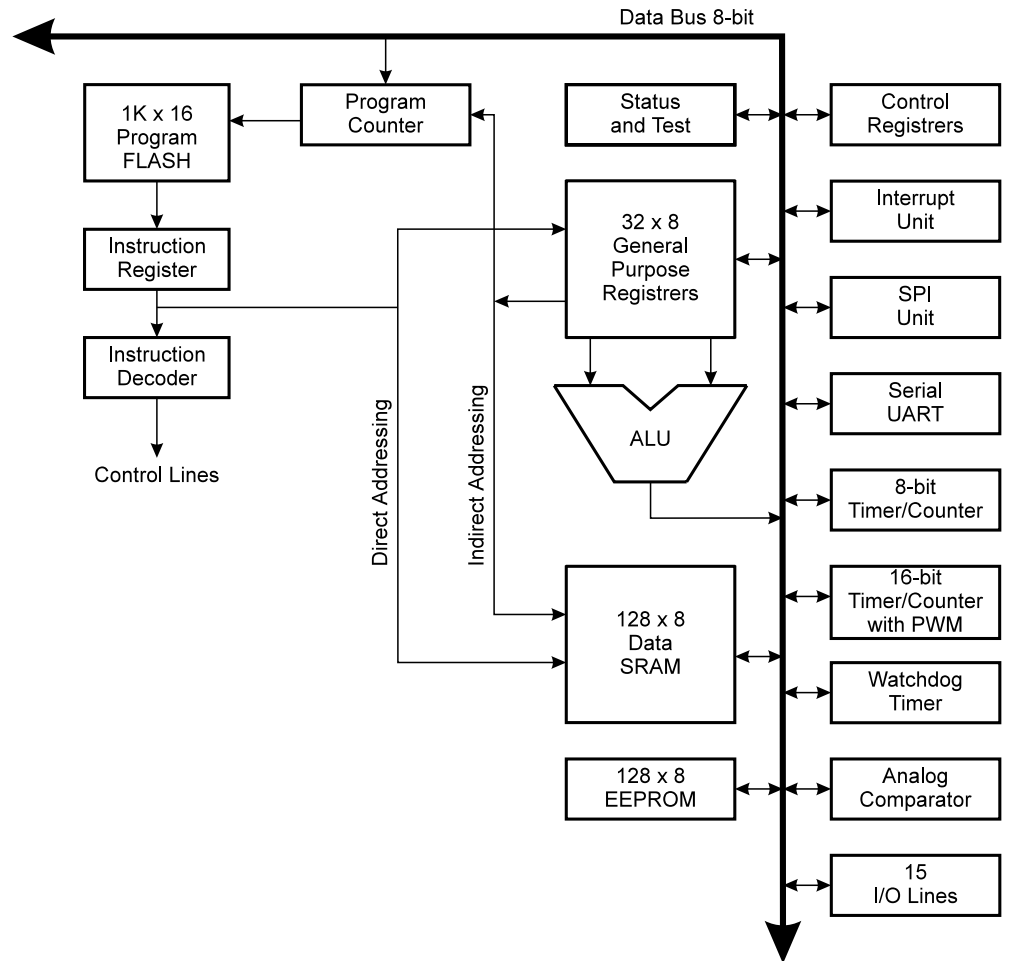 Data Bus 8-bit
1K x 16
Program
FLASH
Program
Counter
Status
and Test
Control
Registrers
Instruction
Register
32 x 8
General
Purpose
Registrers
Interrupt
Unit
SPI
Unit
Instruction
Decoder
Control Lines
Direct Addressing
Indirect Addressing
ALU
Serial
UART
8-bit
Timer/Counter
128 x 8
Data
SRAM
16-bit
Timer/Counter
with PWM
Watchdog
Timer
128 x 8
EEPROM
Analog
Comparator
15
I/O Lines